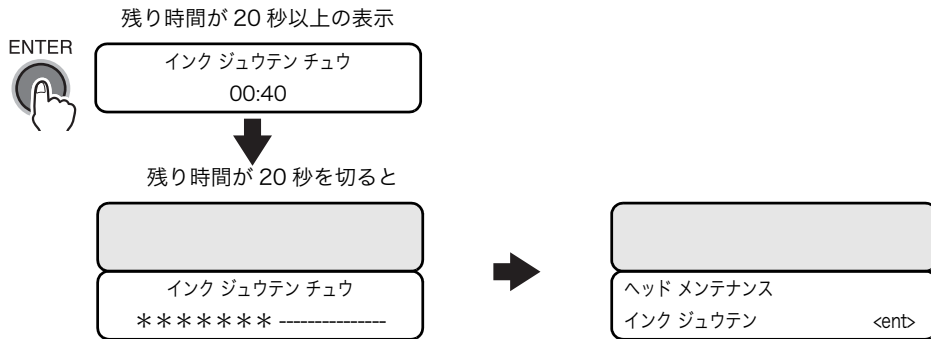 残り時間が 20 秒以上の表示
ENTER
インク ジュウテン チュウ
00:40
残り時間が 20 秒を切ると
インク ジュウテン チュウ
＊＊＊＊＊＊＊ ---------------
ヘッド メンテナンス
インク ジュウテン <ent>